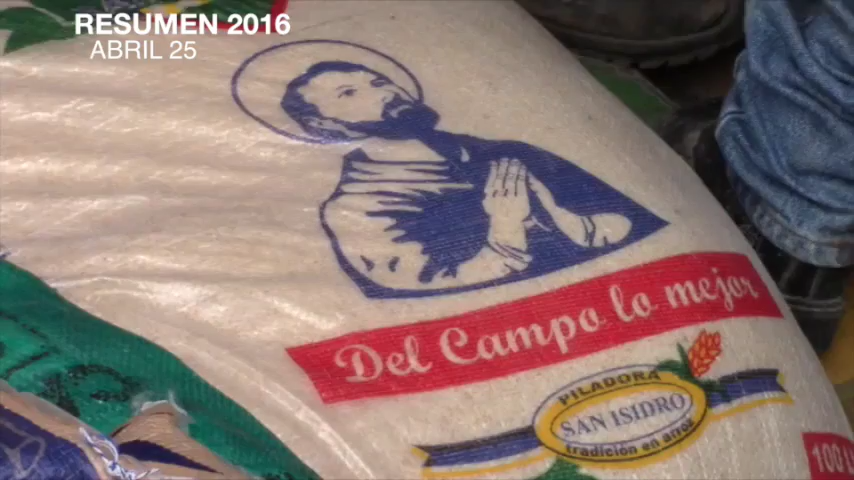 RESUMEN 2016
ABRIL 25
Del Campo lo mejor
PILADORA
SAN ISIDRO
tradición en arroz
100